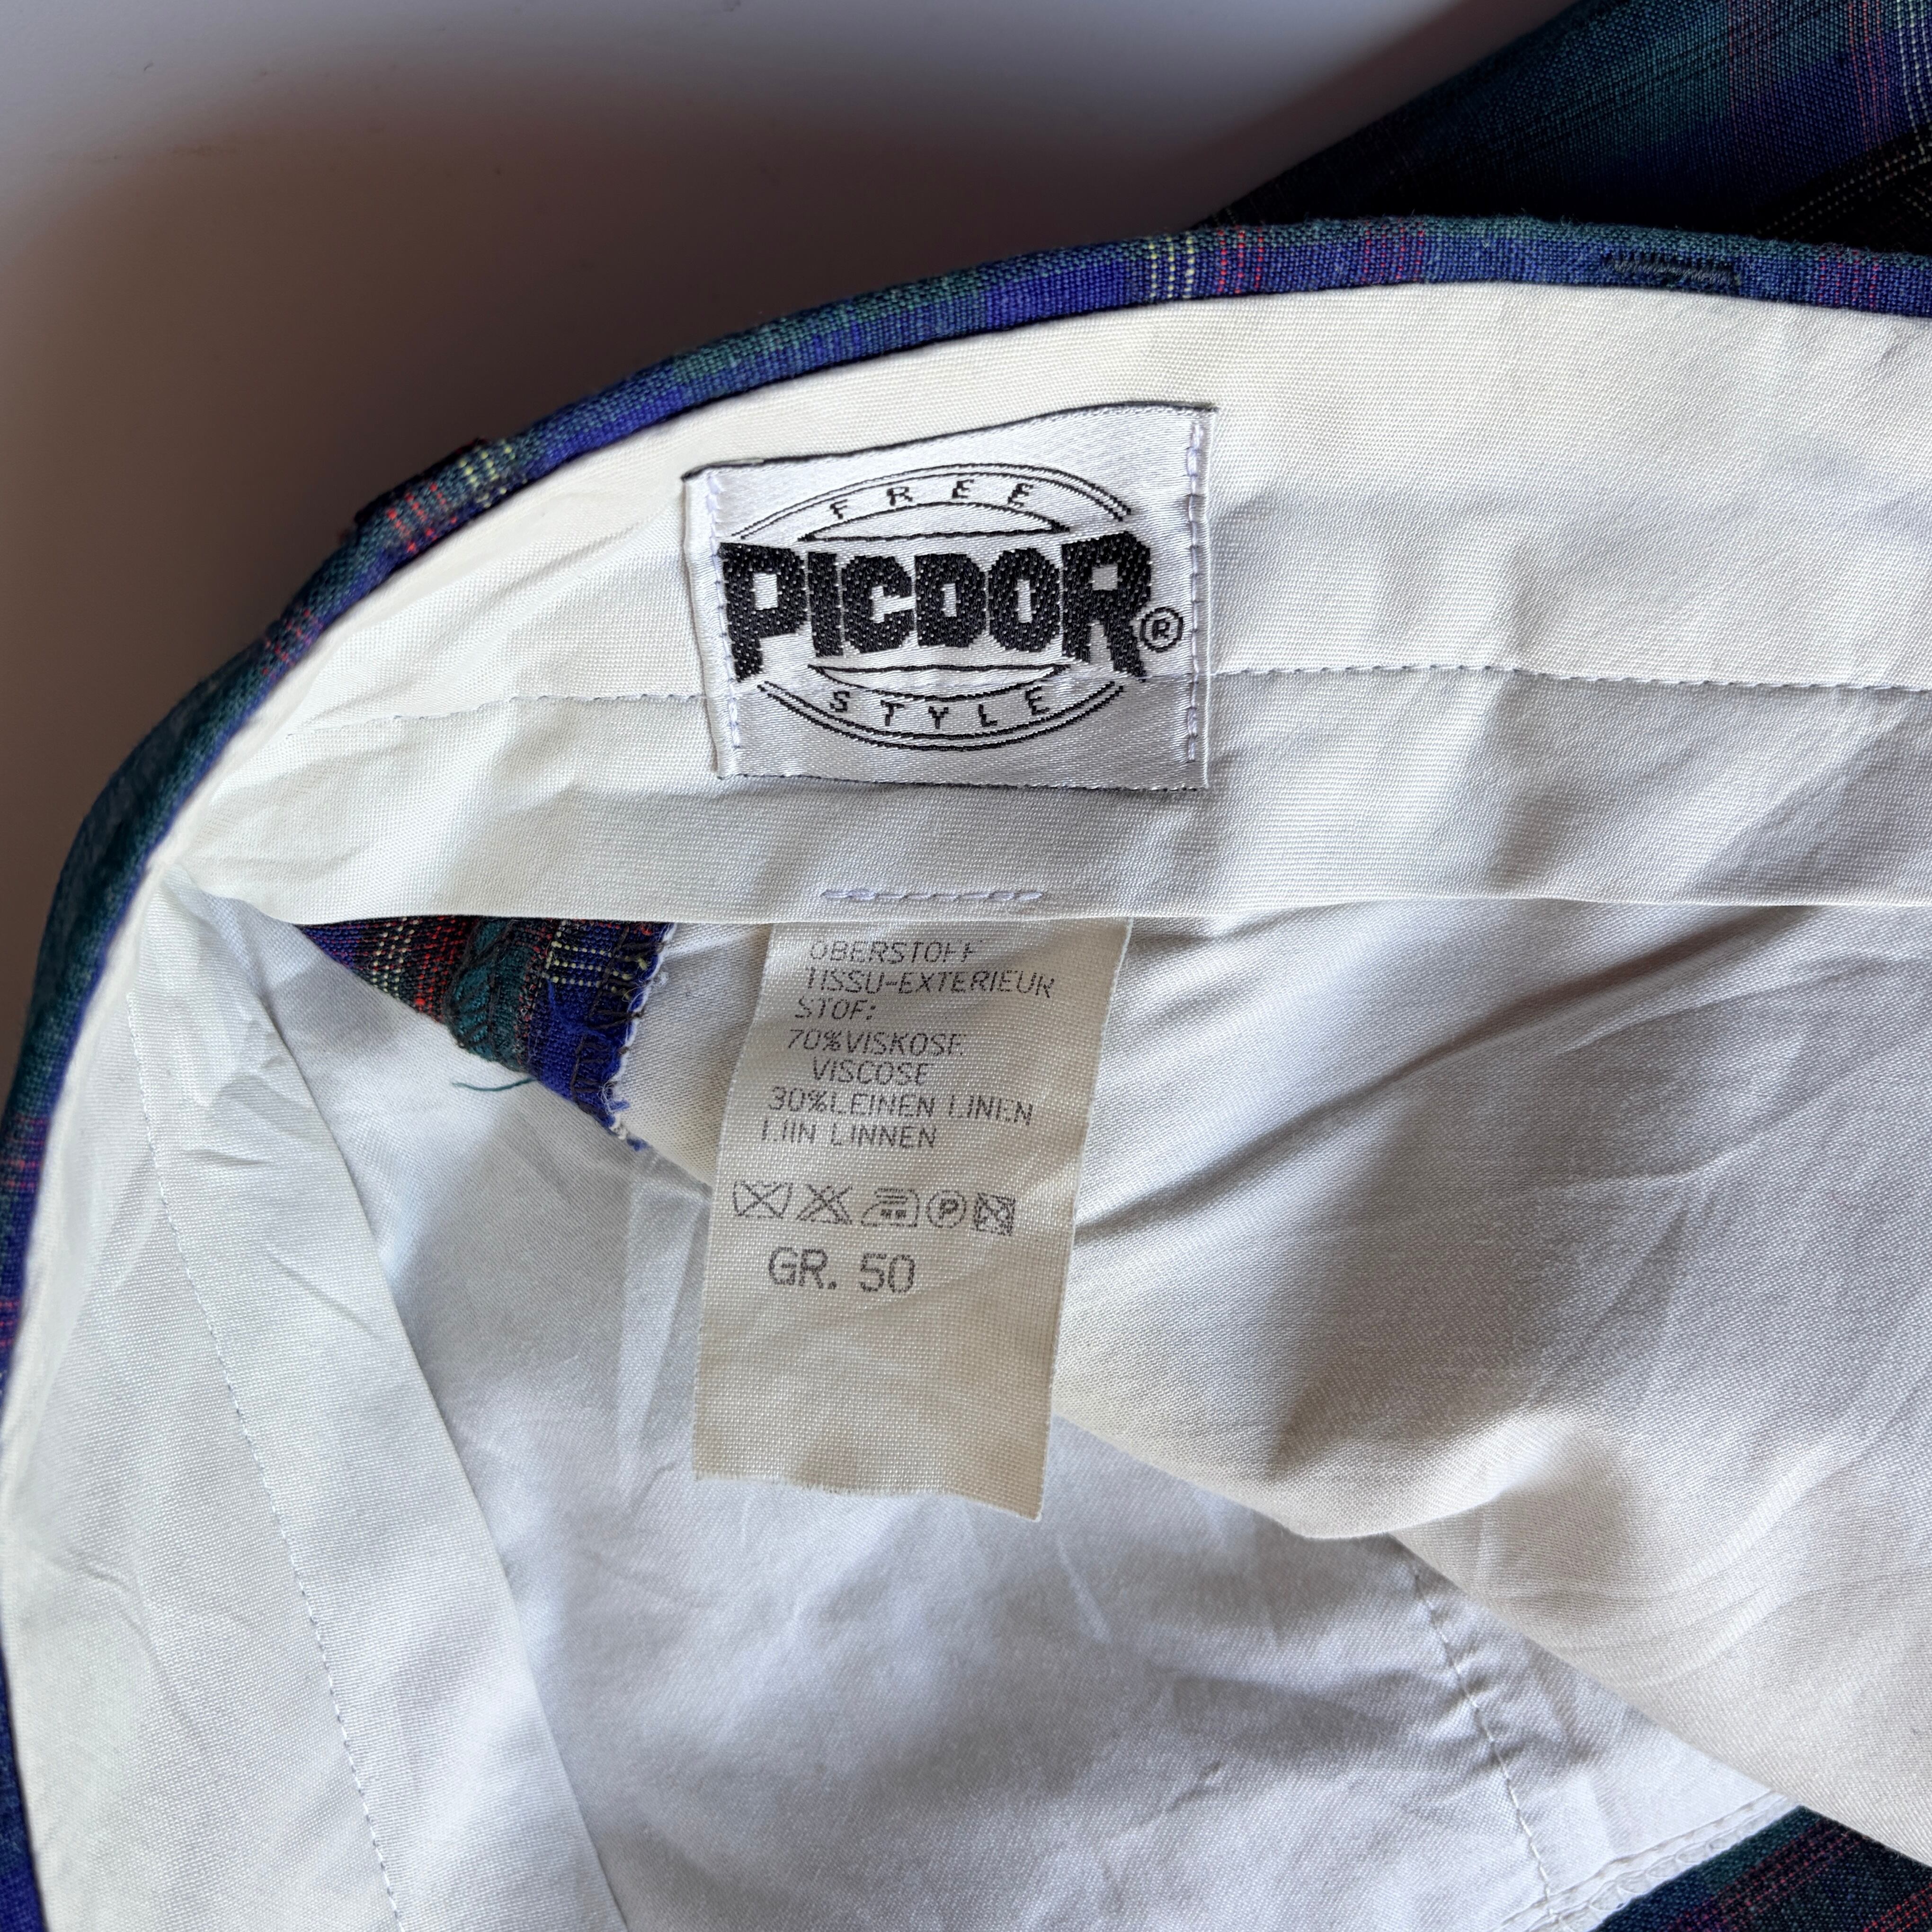 FREE
PICDOR®
STYLE
OBERSTOFF
TISSU-EXTERIEUR
STOF:
70%VISKOSE
VISCOSE
30%LEINEN LINEN
LIIN LINNEN
P
GR. 50